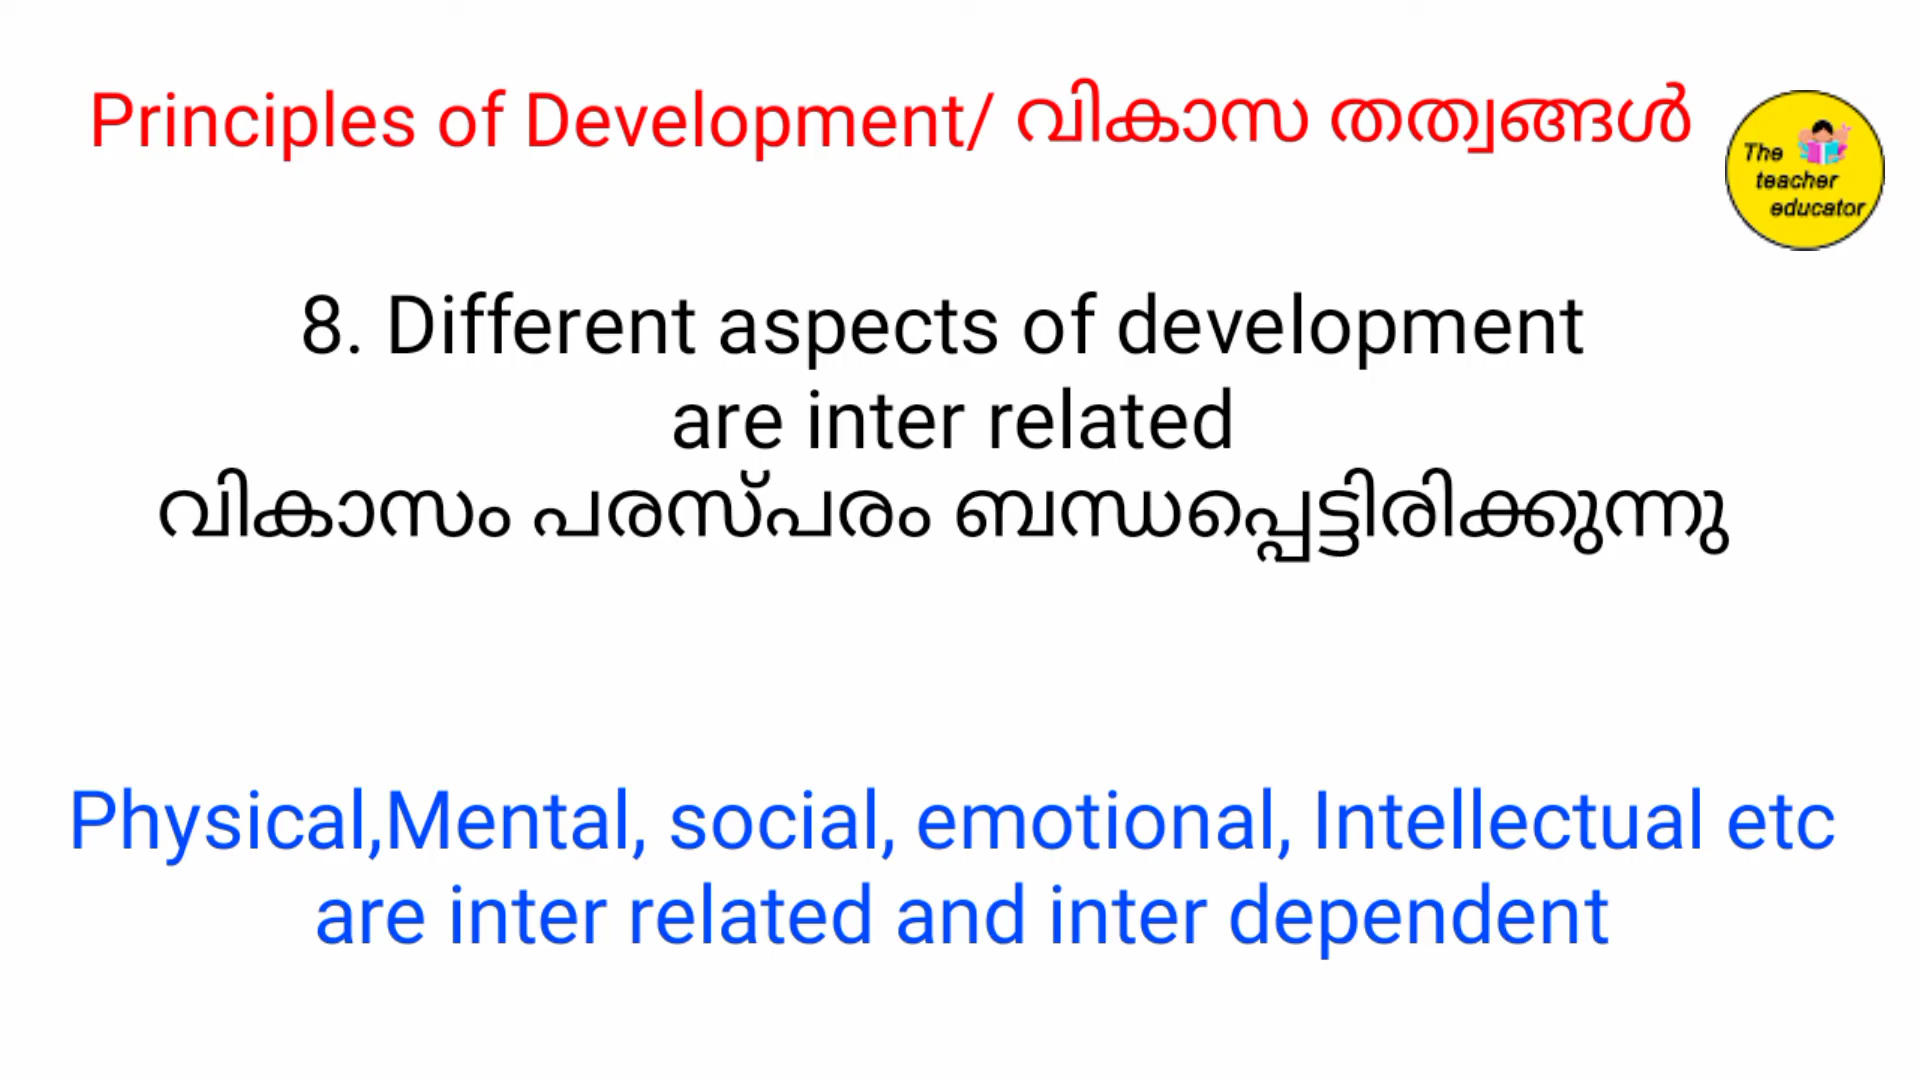 Principles of Development/ വികാസ തത്വങ്ങൾ
The
teacher
educator
8. Different aspects of development
are inter related
വികാസം പരസ്പരം ബന്ധപ്പെട്ടിരിക്കുന്നു
Physical,Mental, social, emotional, Intellectual etc
are inter related and inter dependent